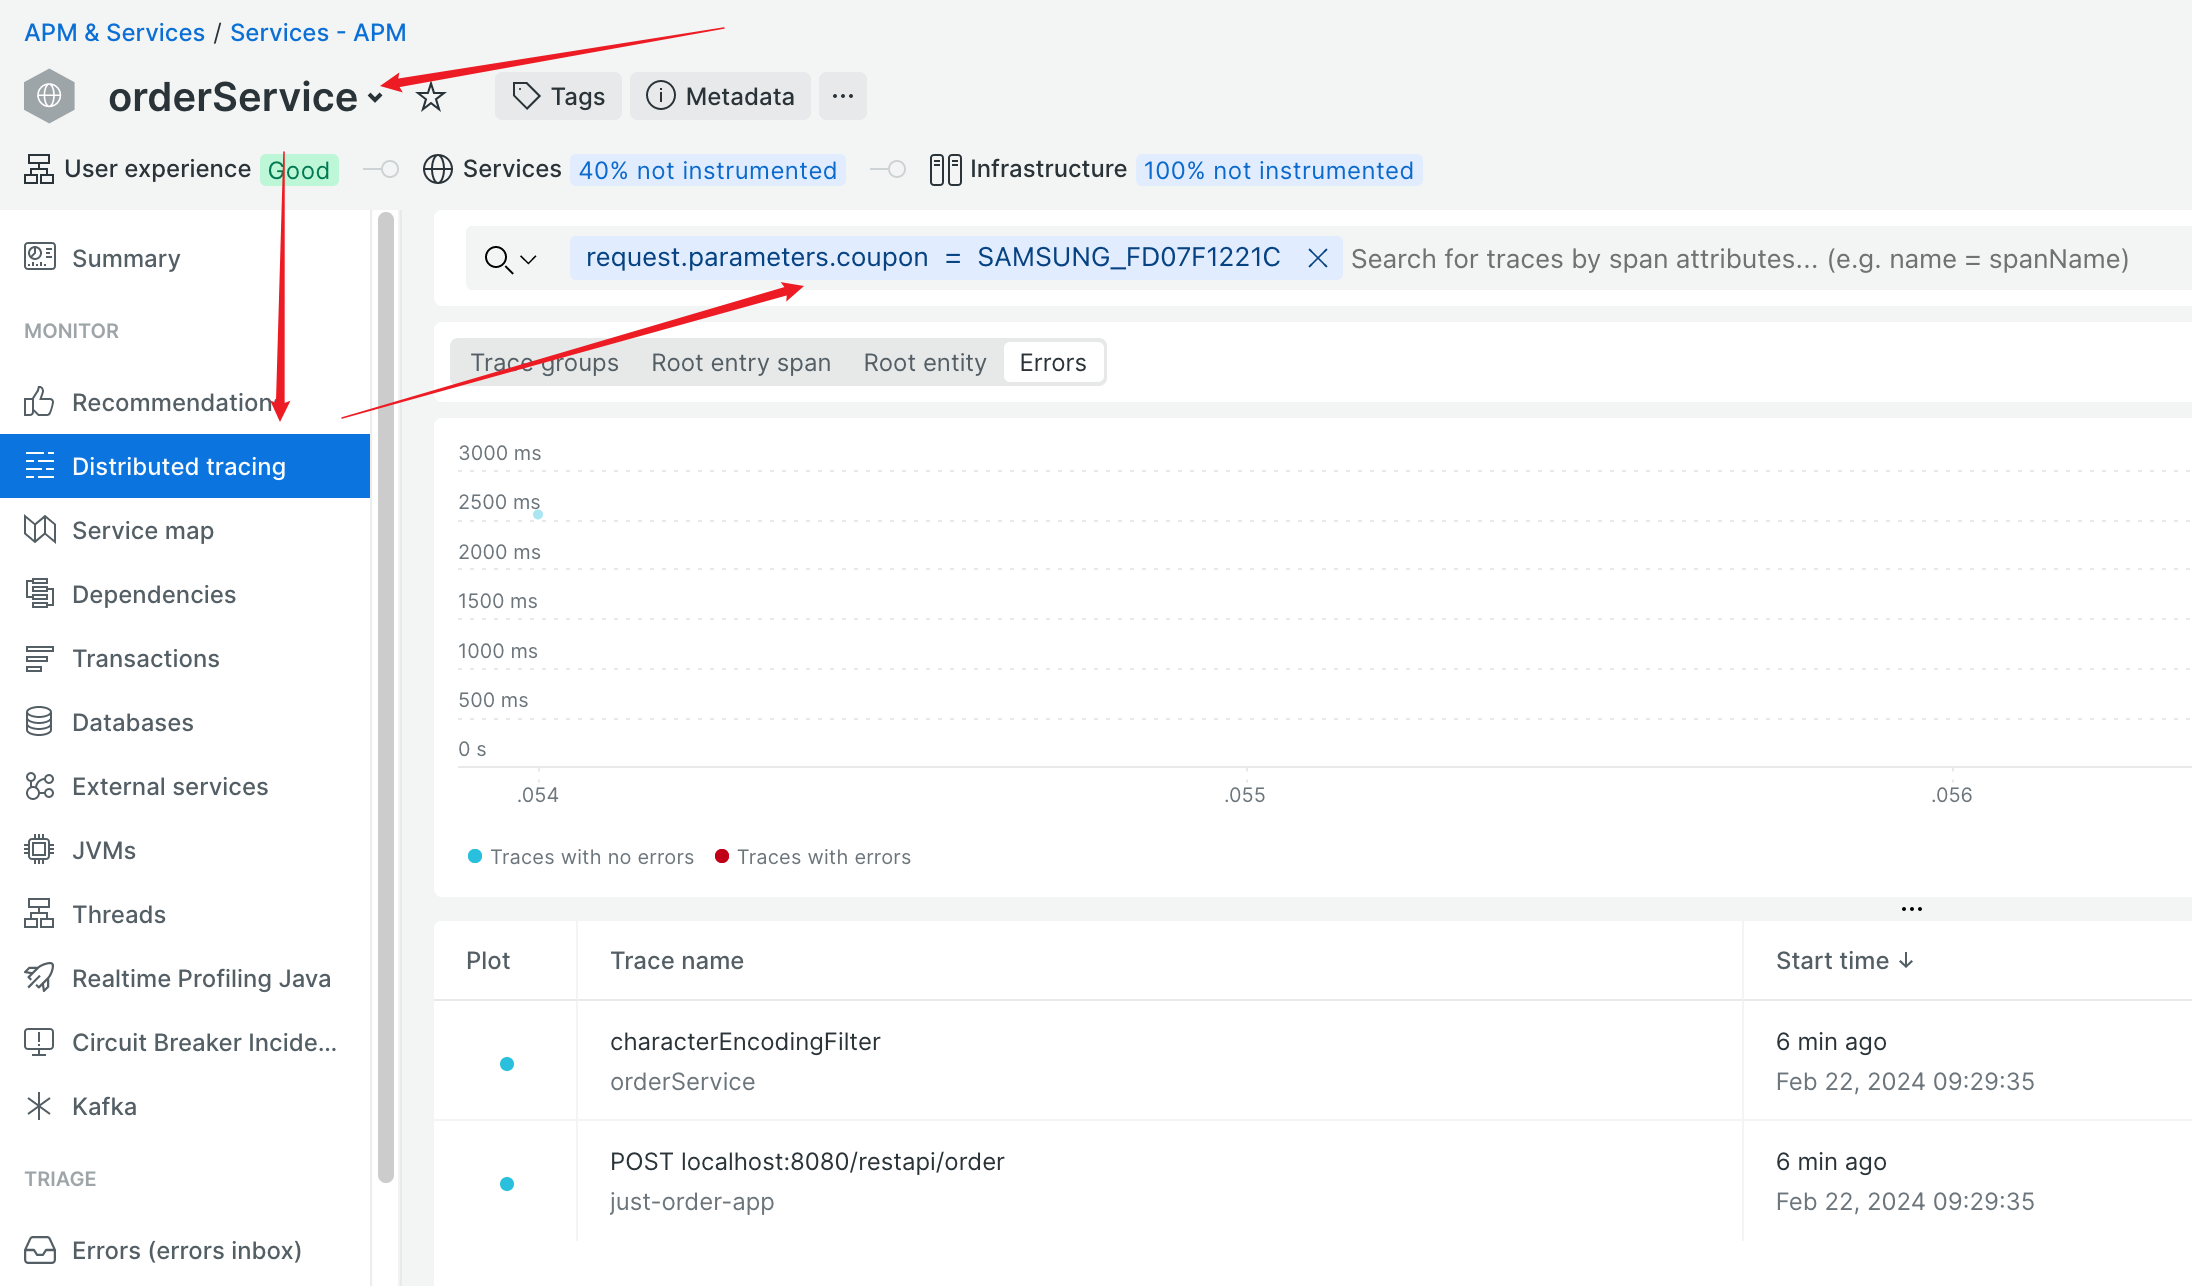 APM & Services / Services - APM
orderService
Tags
Metadata
User experience Good
Services 40% not instrumented
Infrastructure 100% not instrumented
Summary
MONITOR
Recommendation
Distributed tracing
Service map
Dependencies
Transactions
Databases
External services
JVMs
Threads
Realtime Profiling Java
Circuit Breaker Incide...
Kafka
TRIAGE
Errors (errors inbox)
request.parameters.coupon = SAMSUNG_FD07F1221C
Search for traces by span attributes... (e.g. name = spanName)
Trace groups
Root entry span
Root entity
Errors
3000 ms
2500 ms
2000 ms
1500 ms
1000 ms
500 ms
0 s
.054
.055
.056
Traces with no errors
Traces with errors
...
Plot
Trace name
Start time
characterEncodingFilter
orderService
6 min ago
Feb 22, 2024 09:29:35
POST localhost:8080/restapi/order
just-order-app
6 min ago
Feb 22, 2024 09:29:35